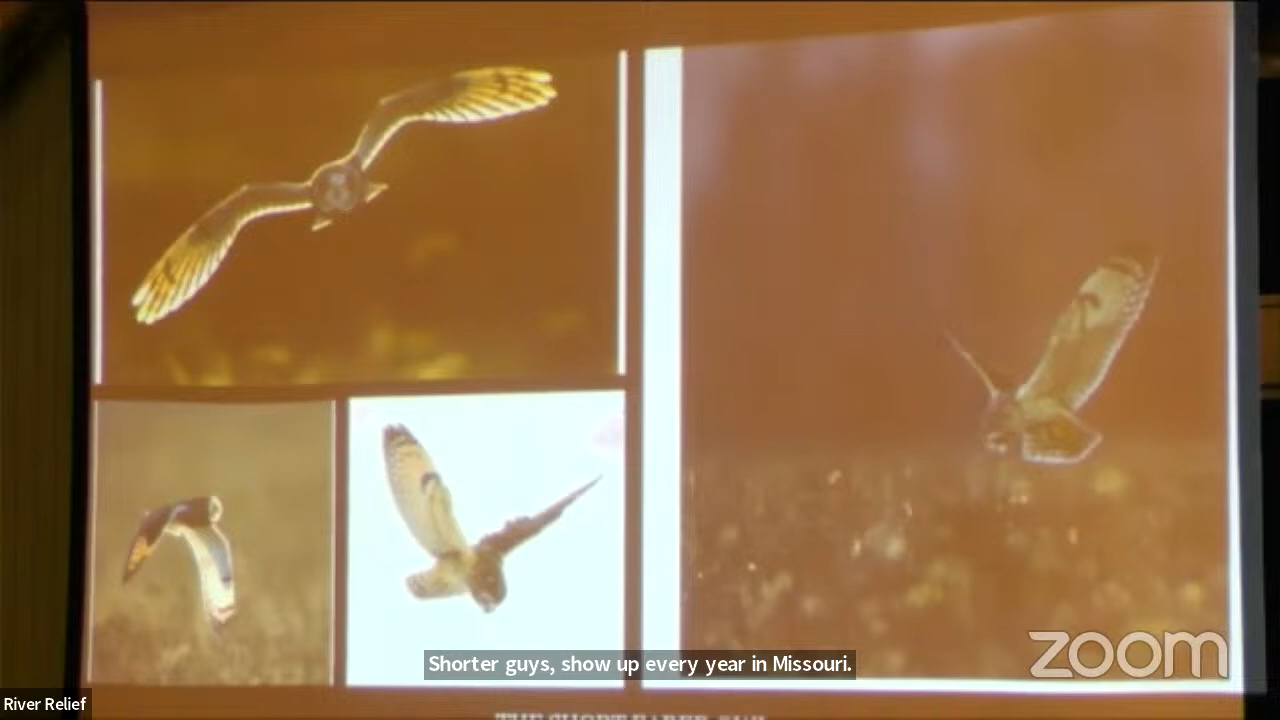 Shorter guys, show up every year in Missouri.
zoom
River Relief